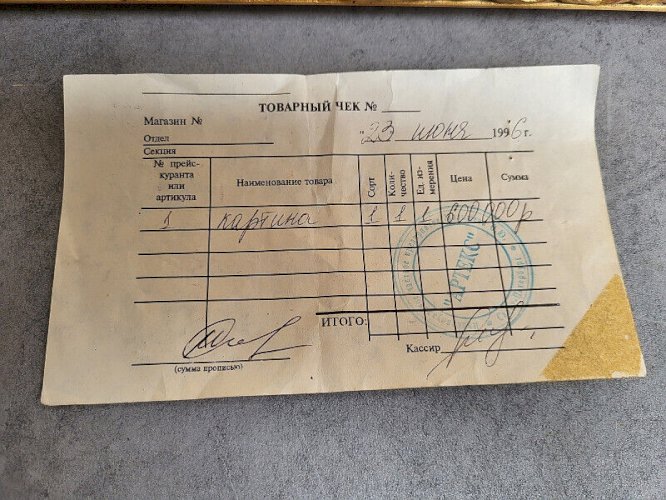 ТОВАРНЫЙ ЧЕК №
Магазин №
Отдел
"23 июня 1996 г.
Секция
№ прейс-
куранта
или
артикула
Наименование товара
Сорт
Коли-
чество
Ед. из-
мерения
Цена
Сумма
1 картина 1 1 1 600000р
"АРТЕКС"
ИТОГО:
Кассир
(сумма прописью)